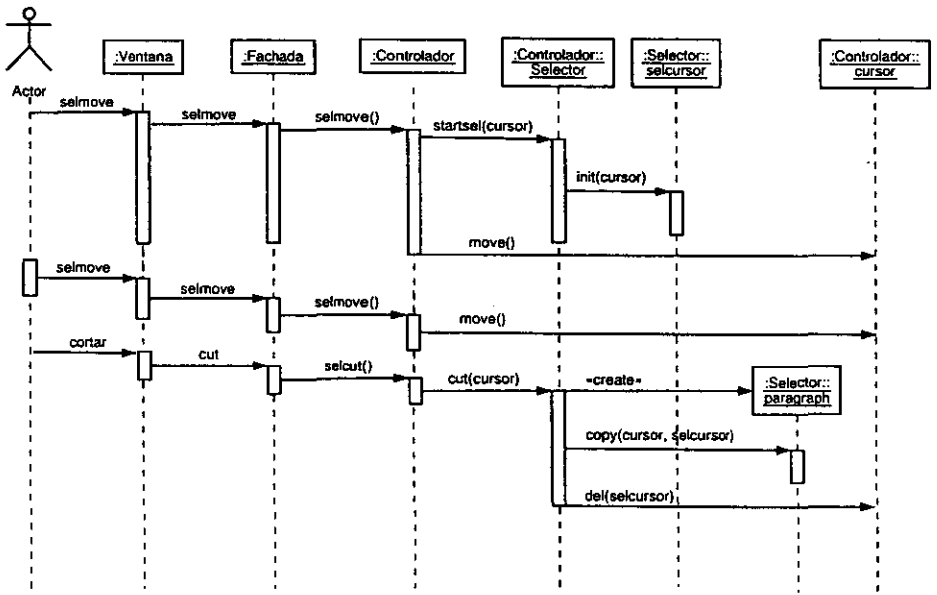 :Ventana
:Fachada
:Controlador
:Controlador::
Selector
:Selector::
selcursor
:Controlador::
cursor
Actor
selmove
selmove
selmove()
startsel(cursor)
init(cursor)
move()
selmove
selmove
selmove()
move()
cortar
cut
selcut()
cut(cursor)
«create»
:Selector::
paragraph
copy(cursor, selcursor)
del(selcursor)